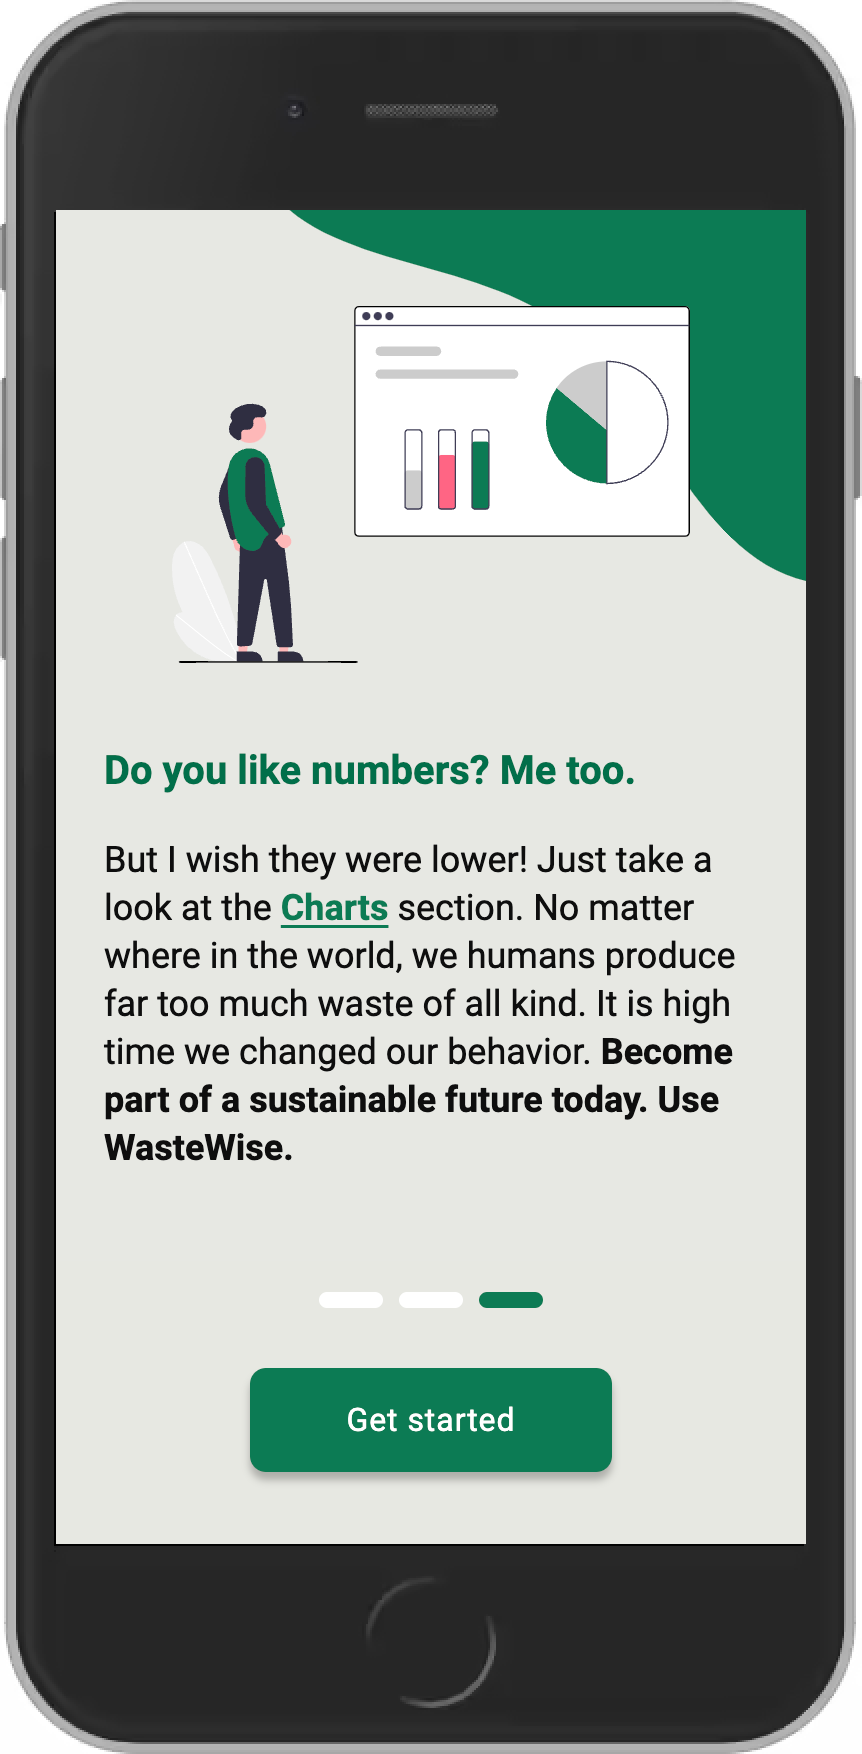 Do you like numbers? Me too.
But I wish they were lower! Just take a
look at the Charts section. No matter
where in the world, we humans produce
far too much waste of all kind. It is high
time we changed our behavior. Become
part of a sustainable future today. Use
WasteWise.
Get started